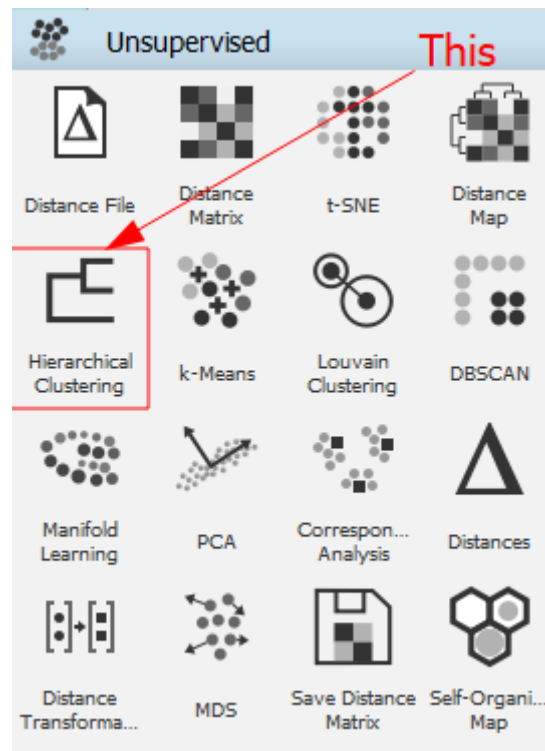 Unsupervised
This
Distance File
Distance
Matrix
t-SNE
Distance
Map
Hierarchical
Clustering
k-Means
Louvain
Clustering
DBSCAN
Manifold
Learning
PCA
Correspon...
Analysis
Distances
Distance
Transforma...
MDS
Save Distance
Matrix
Self-Organi...
Map